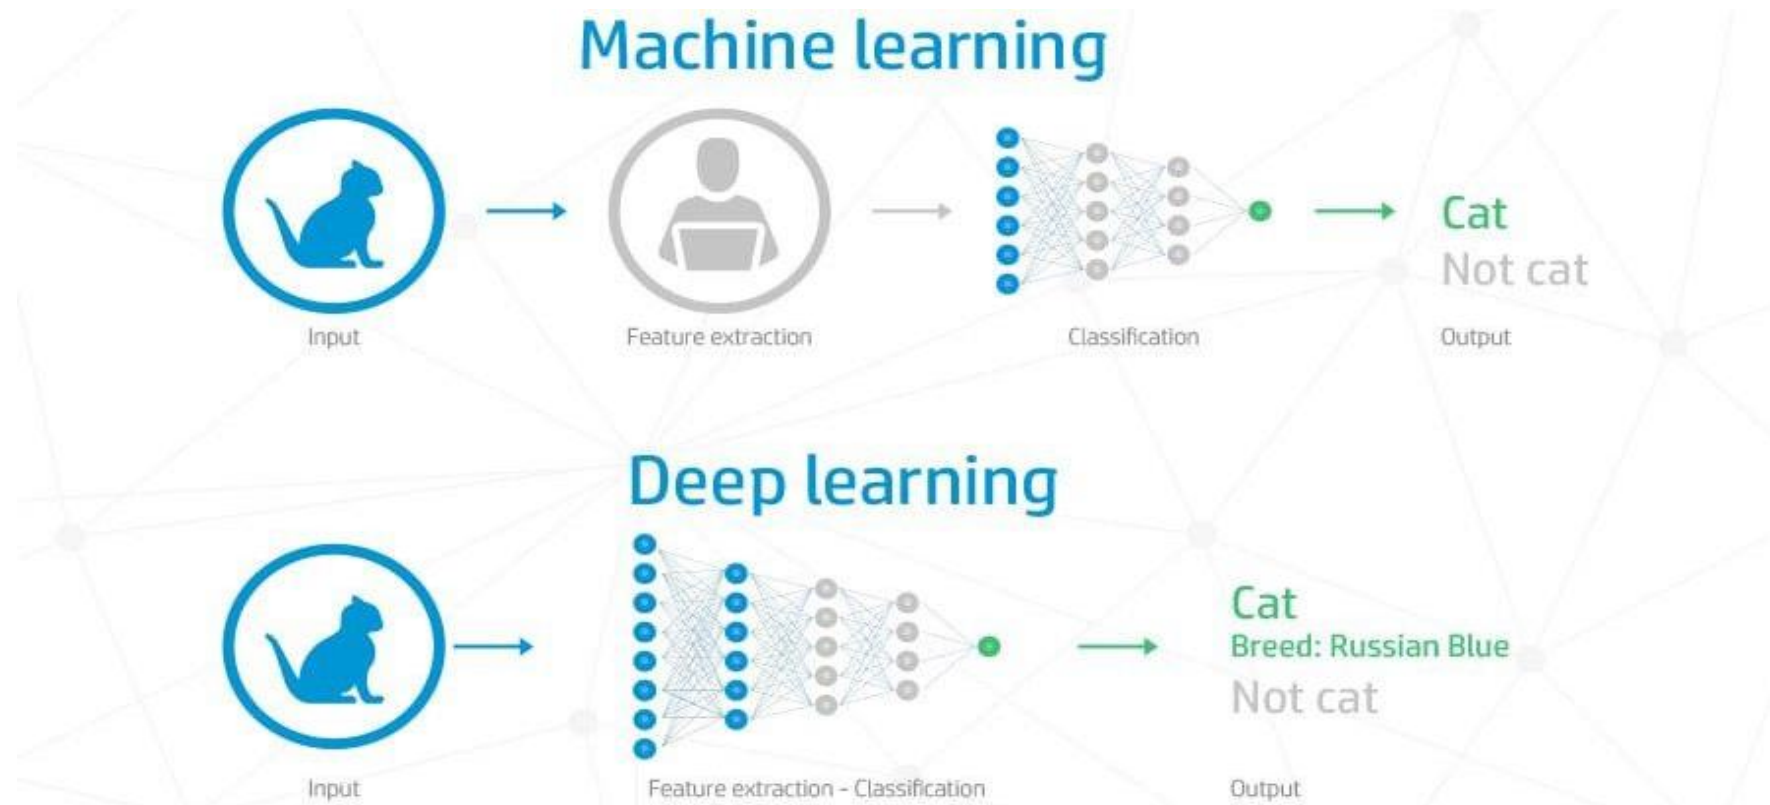 Machine learning
Cat
Not cat
Input
Feature extraction
Classification
Output
Deep learning
Cat
Breed: Russian Blue
Not cat
Input
Feature extraction - Classification
Output